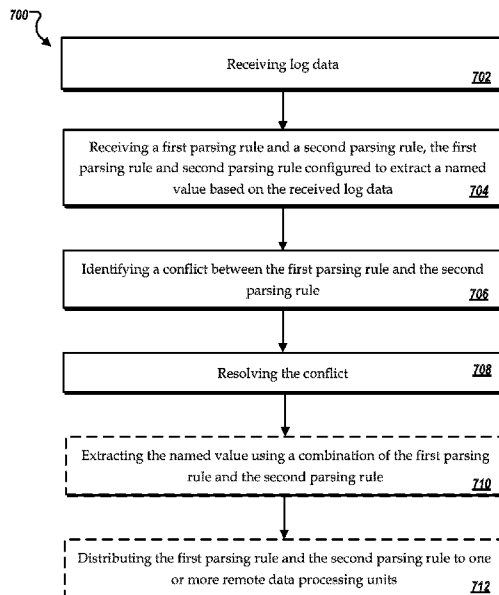 700
Receiving log data
702
Receiving a first parsing rule and a second parsing rule, the first
parsing rule and second parsing rule configured to extract a named
value based on the received log data
704
Identifying a conflict between the first parsing rule and the second
parsing rule
706
Resolving the conflict
708
Extracting the named value using a combination of the first parsing
rule and the second parsing rule
710
Distributing the first parsing rule and the second parsing rule to one
or more remote data processing units
712